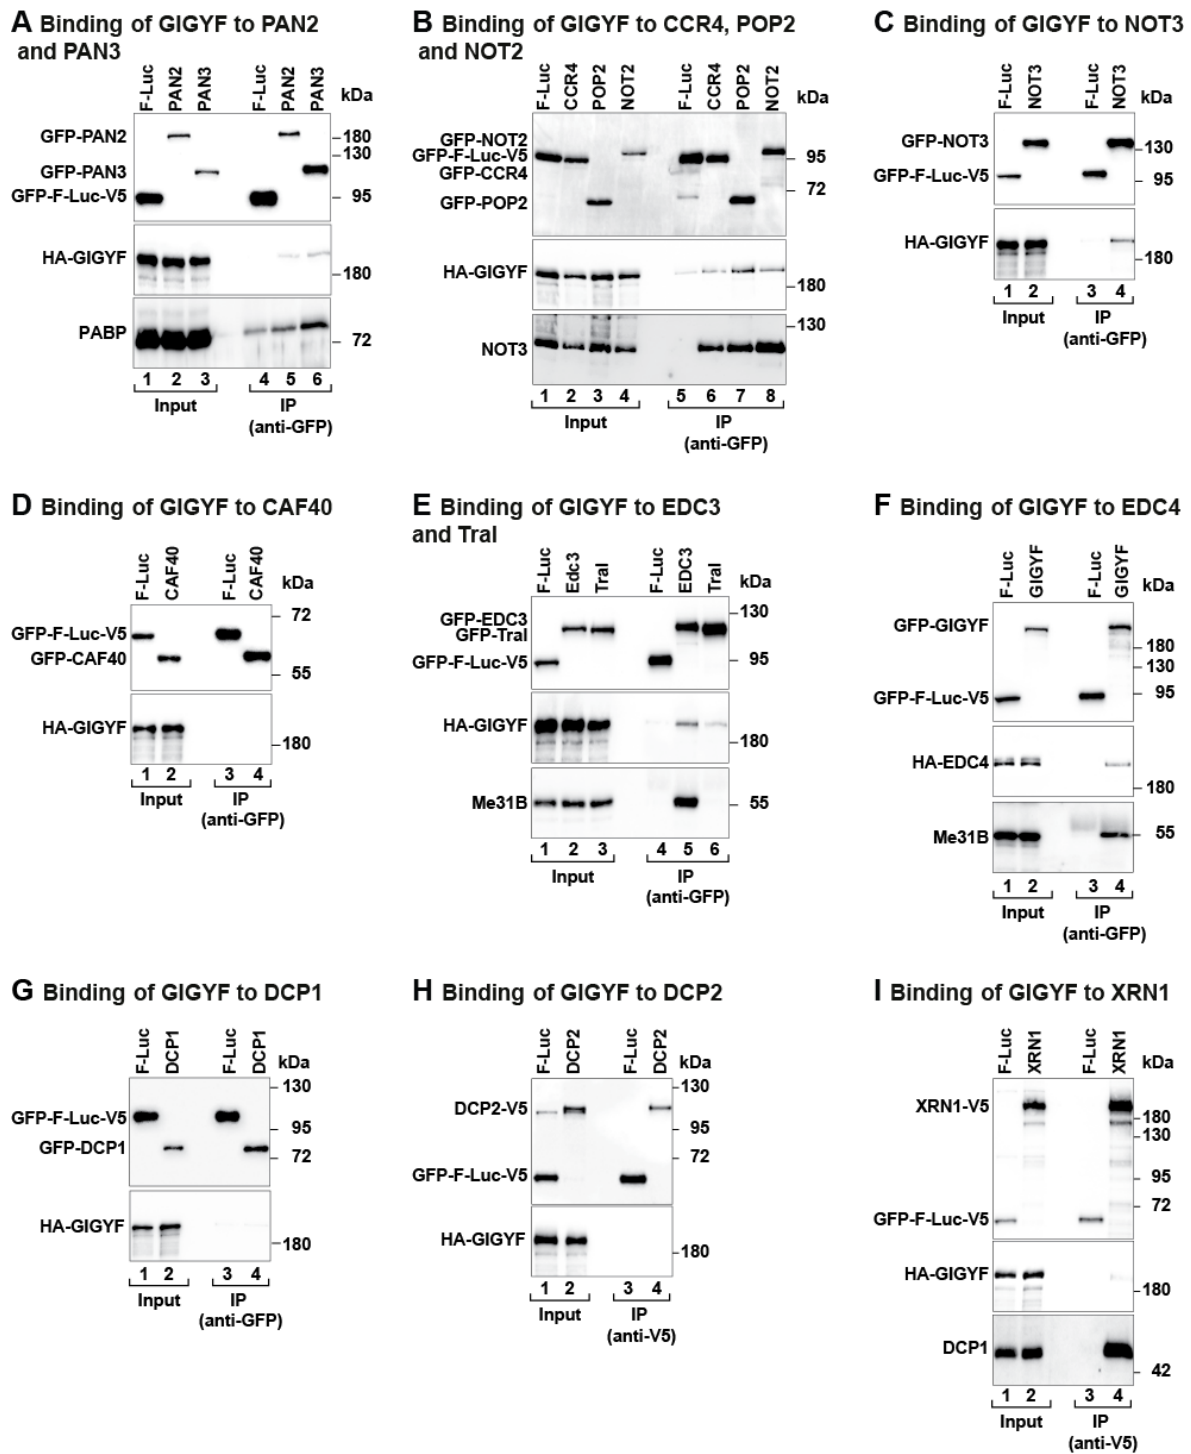 A Binding of GIGYF to PAN2
and PAN3
F-Luc PAN2 PAN3 F-Luc PAN2 PAN3 kDa
GFP-PAN2 180
130
GFP-PAN3
GFP-F-Luc-V5 95
HA-GIGYF
180
PABP 72
1 2 3 4 5 6
Input IP
(anti-GFP)
B Binding of GIGYF to CCR4, POP2
and NOT2
F-Luc CCR4 POP2 NOT2 F-Luc CCR4 POP2 NOT2 kDa
GFP-NOT2
GFP-F-Luc-V5 95
GFP-CCR4
72
GFP-POP2
HA-GIGYF
180
130
NOT3
1 2 3 4 5 6 7 8
Input IP
(anti-GFP)
C Binding of GIGYF to NOT3
F-Luc NOT3 F-Luc NOT3 kDa
GFP-NOT3 130
GFP-F-Luc-V5 95
HA-GIGYF
180
1 2 3 4
Input IP
(anti-GFP)
D Binding of GIGYF to CAF40
F-Luc CAF40 F-Luc CAF40 kDa
72
GFP-F-Luc-V5
GFP-CAF40
55
HA-GIGYF
180
1 2 3 4
Input IP
(anti-GFP)
E Binding of GIGYF to EDC3
and Tral
F-Luc Edc3 Tral F-Luc EDC3 Tral kDa
130
GFP-EDC3
GFP-Tral
GFP-F-Luc-V5 95
HA-GIGYF
180
Me31B 55
1 2 3 4 5 6
Input IP
(anti-GFP)
F Binding of GIGYF to EDC4
F-Luc GIGYF F-Luc GIGYF kDa
GFP-GIGYF
180
130
GFP-F-Luc-V5 95
HA-EDC4
180
Me31B 55
1 2 3 4
Input IP
(anti-GFP)
G Binding of GIGYF to DCP1
F-Luc DCP1 F-Luc DCP1 kDa
130
GFP-F-Luc-V5
95
GFP-DCP1
72
HA-GIGYF
180
1 2 3 4
Input IP
(anti-GFP)
H Binding of GIGYF to DCP2
F-Luc DCP2 F-Luc DCP2 kDa
130
DCP2-V5
95
72
GFP-F-Luc-V5
HA-GIGYF
180
1 2 3 4
Input IP
(anti-V5)
I Binding of GIGYF to XRN1
F-Luc XRN1 F-Luc XRN1 kDa
XRN1-V5
180
130
95
72
GFP-F-Luc-V5
HA-GIGYF
180
DCP1
42
1 2 3 4
Input IP
(anti-V5)